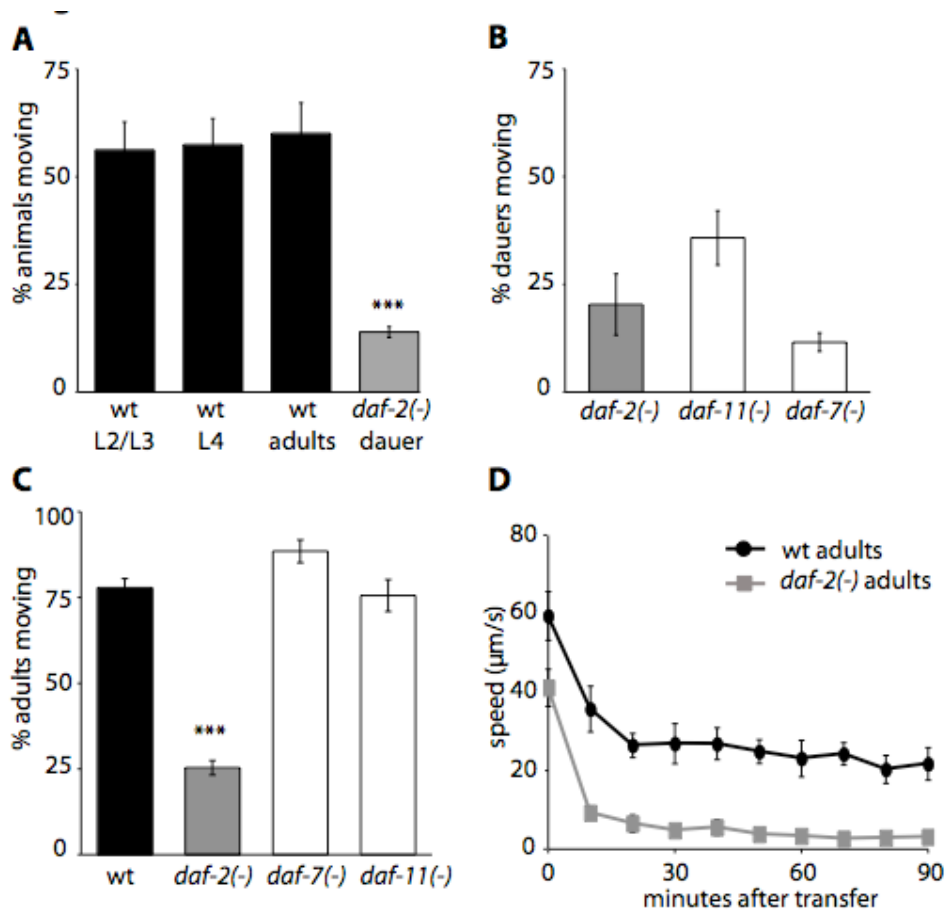 A
% animals moving
75
50
25
0
***
wt wt wt daf-2(-)
L2/L3 L4 adults dauer
B
% dauers moving
75
50
25
0
daf-2(-) daf-11(-) daf-7(-)
C
% adults moving
100
75
50
25
0
***
wt daf-2(-) daf-7(-) daf-11(-)
D
speed (μm/s)
80
60
40
20
0
wt adults
daf-2(-) adults
0 30 60 90
minutes after transfer